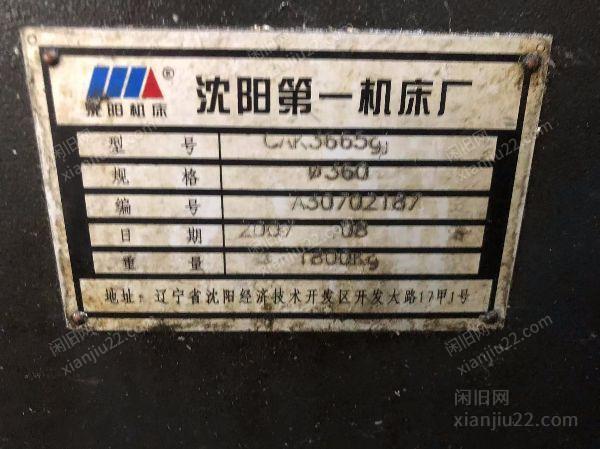 沈阳机床®
沈阳第一机床厂
型 号 CAK3665gj
规 格 ø360
编 号 A30702187
日 期 2007 08
重 量 1800Kg
地址: 辽宁省沈阳经济技术开发区开发大路17甲1号
闲旧网
xianjiu22.com